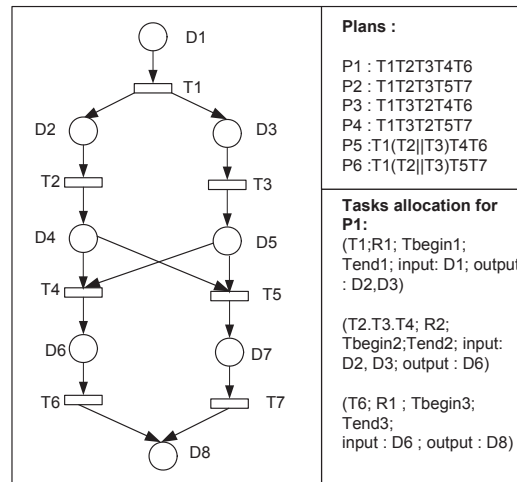 D1
T1
D2
D3
T2
T3
D4
D5
T4
T5
D6
D7
T6
T7
D8
Plans :
P1 : T1T2T3T4T6
P2 : T1T2T3T5T7
P3 : T1T3T2T4T6
P4 : T1T3T2T5T7
P5 :T1(T2||T3)T4T6
P6 :T1(T2||T3)T5T7
Tasks allocation for
P1:
(T1;R1; Tbegin1;
Tend1; input: D1; output
: D2,D3)
(T2.T3.T4; R2;
Tbegin2;Tend2; input:
D2, D3; output : D6)
(T6; R1 ; Tbegin3;
Tend3;
input : D6 ; output : D8)